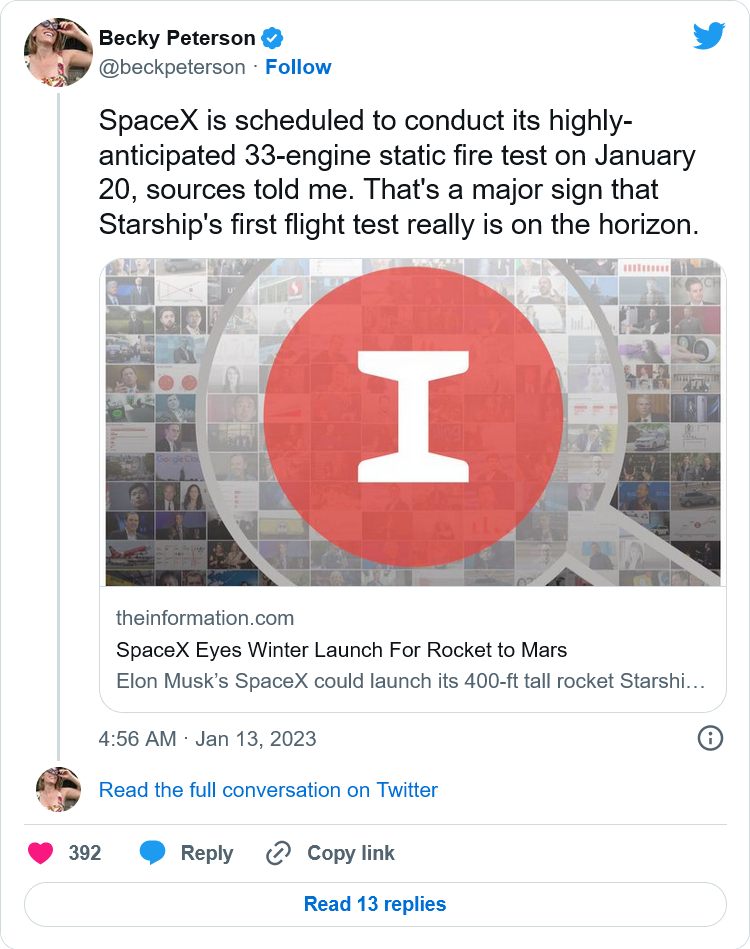 Becky Peterson
@beckpeterson · Follow
SpaceX is scheduled to conduct its highly-
anticipated 33-engine static fire test on January
20, sources told me. That's a major sign that
Starship's first flight test really is on the horizon.
I
theinformation.com
SpaceX Eyes Winter Launch For Rocket to Mars
Elon Musk’s SpaceX could launch its 400-ft tall rocket Starshi…
4:56 AM · Jan 13, 2023
Read the full conversation on Twitter
392 Reply Copy link
Read 13 replies